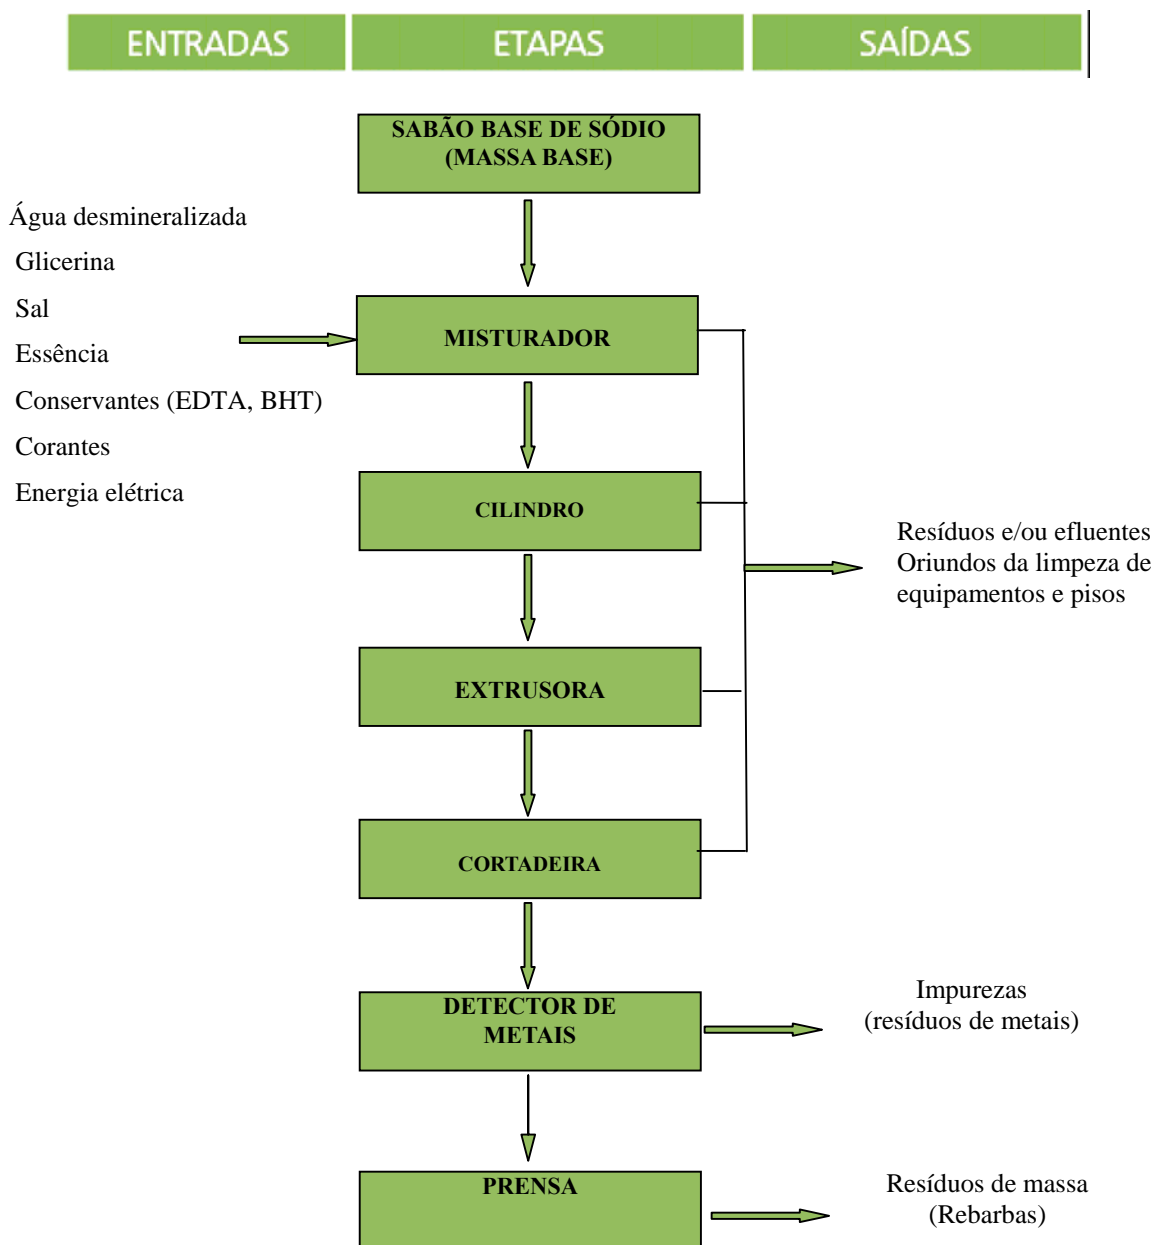 ENTRADAS
ETAPAS
SAÍDAS
SABÃO BASE DE SÓDIO
(MASSA BASE)
Água desmineralizada
Glicerina
Sal
Essência
Conservantes (EDTA, BHT)
Corantes
Energia elétrica
MISTURADOR
CILINDRO
Resíduos e/ou efluentes
Oriundos da limpeza de
equipamentos e pisos
EXTRUSORA
CORTADEIRA
DETECTOR DE
METAIS
Impurezas
(resíduos de metais)
PRENSA
Resíduos de massa
(Rebarbas)